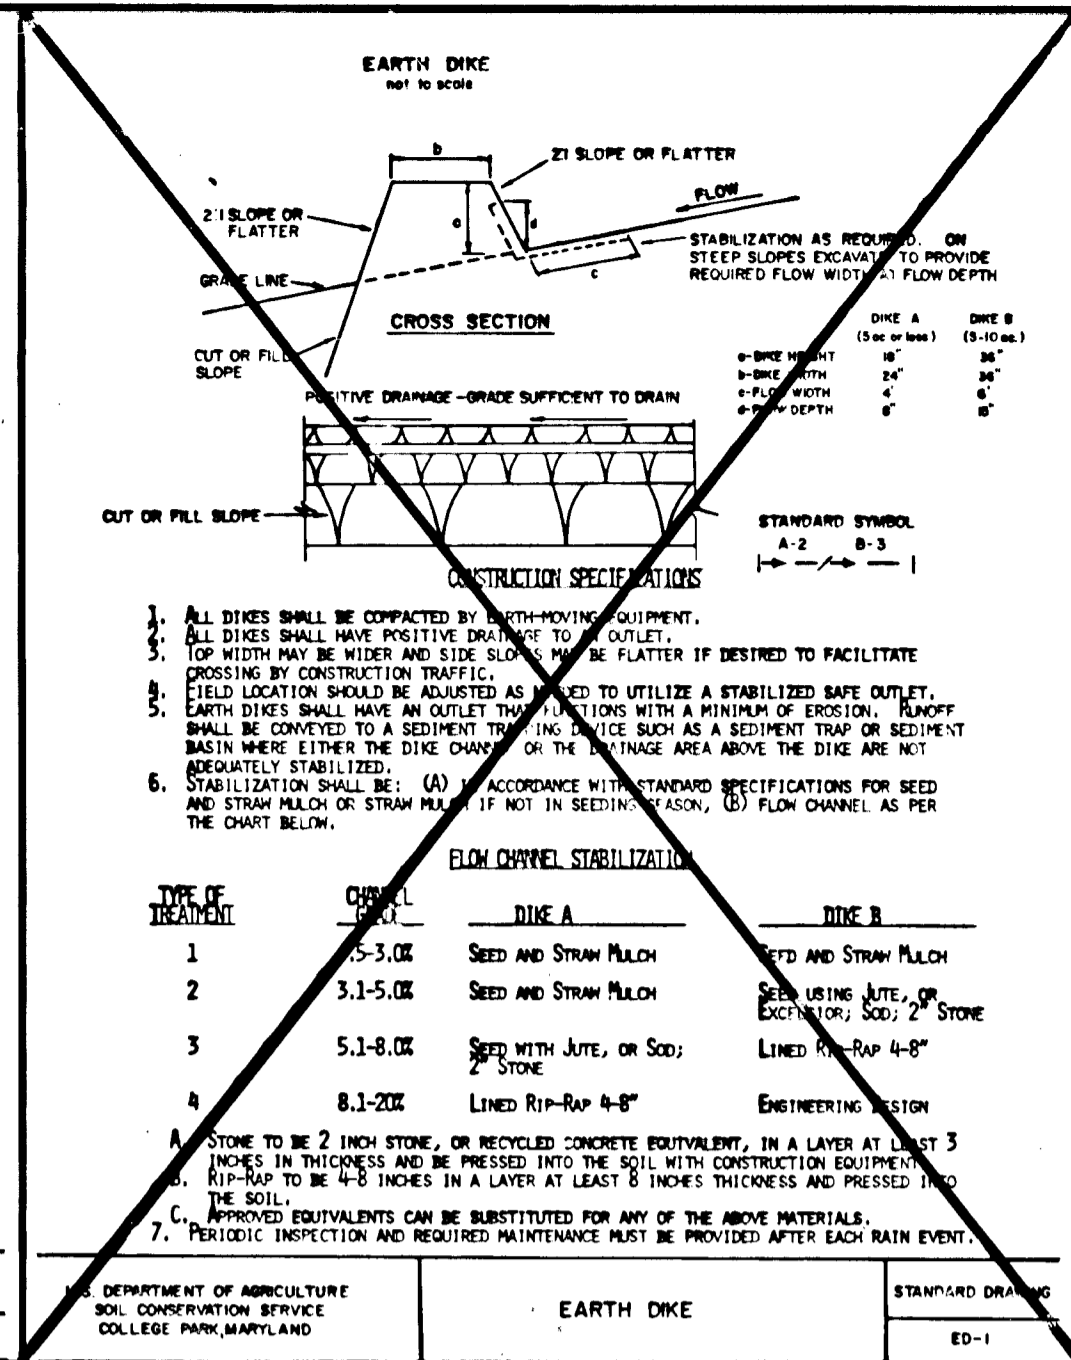 EARTH DIKE
not to scale
b
2:1 SLOPE OR FLATTER
FLOW
2:1 SLOPE OR
FLATTER
a
d
STABILIZATION AS REQUIRED. ON
STEEP SLOPES EXCAVATE TO PROVIDE
REQUIRED FLOW WIDTH AT FLOW DEPTH
c
GRADE LINE
CROSS SECTION
CUT OR FILL
SLOPE
DIKE A DIKE B
(5 ac or less) (5-10 ac.)
a-DIKE HEIGHT 18" 36"
b-DIKE WIDTH 24" 36"
c-FLOW WIDTH 4' 6'
d-FLOW DEPTH 8" 15"
POSITIVE DRAINAGE - GRADE SUFFICENT TO DRAIN
CUT OR FILL SLOPE
STANDARD SYMBOL
A-2 B-3
CONSTRUCTION SPECIFICATIONS
1. ALL DIKES SHALL BE COMPACTED BY EARTH-MOVING EQUIPMENT.
2. ALL DIKES SHALL HAVE POSITIVE DRAINAGE TO AN OUTLET.
3. TOP WIDTH MAY BE WIDER AND SIDE SLOPES MAY BE FLATTER IF DESIRED TO FACILITATE
CROSSING BY CONSTRUCTION TRAFFIC.
4. FIELD LOCATION SHOULD BE ADJUSTED AS NEEDED TO UTILIZE A STABILIZED SAFE OUTLET.
5. EARTH DIKES SHALL HAVE AN OUTLET THAT FUNCTIONS WITH A MINIMUM OF EROSION. RUNOFF
SHALL BE CONVEYED TO A SEDIMENT TRAPPING DEVICE SUCH AS A SEDIMENT TRAP OR SEDIMENT
BASIN WHERE EITHER THE DIKE CHANNEL OR THE DRAINAGE AREA ABOVE THE DIKE ARE NOT
ADEQUATELY STABILIZED.
6. STABILIZATION SHALL BE: (A) IN ACCORDANCE WITH STANDARD SPECIFICATIONS FOR SEED
AND STRAW MULCH OR STRAW MULCH IF NOT IN SEEDING SEASON, (B) FLOW CHANNEL AS PER
THE CHART BELOW.
FLOW CHANNEL STABILIZATION
TYPE OF CHANNEL
TREATMENT GRADE DIKE A DIKE B
1 .5-3.0% SEED AND STRAW MULCH SEED AND STRAW MULCH
2 3.1-5.0% SEED AND STRAW MULCH SEED USING JUTE, OR
EXCELSIOR; SOD; 2" STONE
3 5.1-8.0% SEED WITH JUTE, OR SOD; LINED RIP-RAP 4-8"
2" STONE
4 8.1-20% LINED RIP-RAP 4-8" ENGINEERING DESIGN
A. STONE TO BE 2 INCH STONE, OR RECYCLED CONCRETE EQUIVALENT, IN A LAYER AT LEAST 3
INCHES IN THICKNESS AND BE PRESSED INTO THE SOIL WITH CONSTRUCTION EQUIPMENT.
B. RIP-RAP TO BE 4-8 INCHES IN A LAYER AT LEAST 8 INCHES THICKNESS AND PRESSED INTO
THE SOIL.
C. APPROVED EQUIVALENTS CAN BE SUBSTITUTED FOR ANY OF THE ABOVE MATERIALS.
7. PERIODIC INSPECTION AND REQUIRED MAINTENANCE MUST BE PROVIDED AFTER EACH RAIN EVENT.
U.S. DEPARTMENT OF AGRICULTURE
SOIL CONSERVATION SERVICE
COLLEGE PARK, MARYLAND
EARTH DIKE
STANDARD DRAWING
ED-1